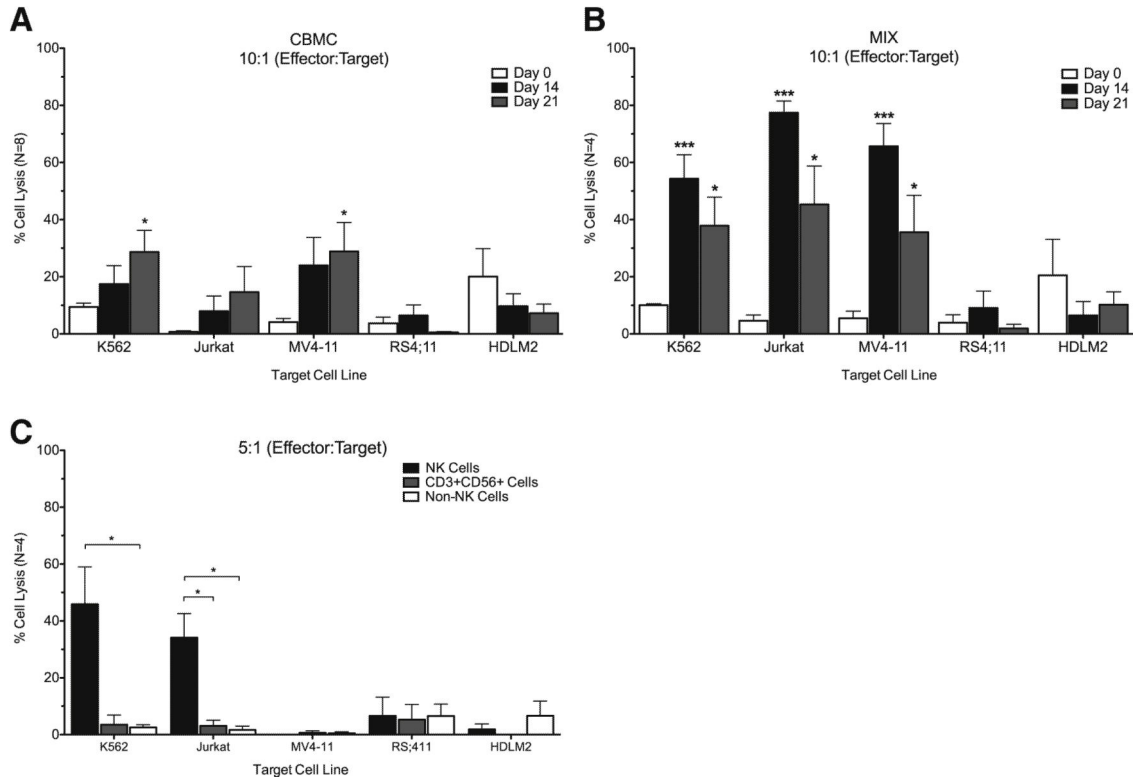 A
CBMC
10:1 (Effector:Target)
Day 0
Day 14
Day 21
% Cell Lysis (N=8)
100
80
60
40
20
0
*
*
K562 Jurkat MV4-11 RS4;11 HDLM2
Target Cell Line
B
MIX
10:1 (Effector:Target)
Day 0
Day 14
Day 21
% Cell Lysis (N=4)
100
80
60
40
20
0
***
*
***
*
***
*
K562 Jurkat MV4-11 RS4;11 HDLM2
Target Cell Line
C
5:1 (Effector:Target)
NK Cells
CD3+CD56+ Cells
Non-NK Cells
% Cell Lysis (N=4)
100
80
60
40
20
0
*
*
*
K562 Jurkat MV4-11 RS;411 HDLM2
Target Cell Line